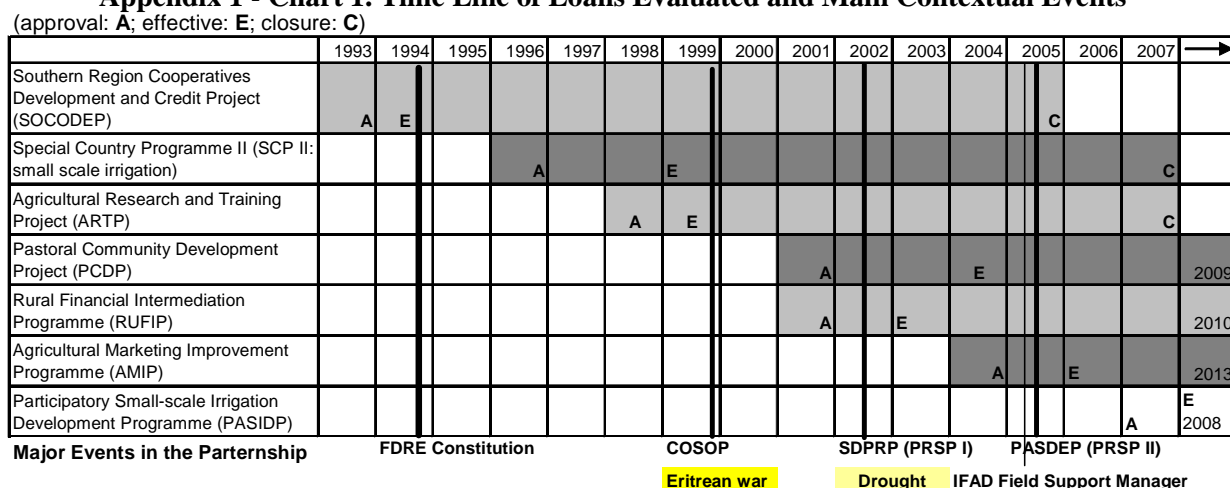 Appendix 1 - Chart 1: Time Line of Loans Evaluated and Main Contextual Events
(approval: A; effective: E; closure: C)
1993 1994 1995 1996 1997 1998 1999 2000 2001 2002 2003 2004 2005 2006 2007
Southern Region Cooperatives
Development and Credit Project
(SOCODEP) A E C
Special Country Programme II (SCP II:
small scale irrigation) A E C
Agricultural Research and Training
Project (ARTP) A E C
Pastoral Community Development
Project (PCDP) A E 2009
Rural Financial Intermediation
Programme (RUFIP) A E 2010
Agricultural Marketing Improvement
Programme (AMIP) A E 2013
Participatory Small-scale Irrigation E
Development Programme (PASIDP) A 2008
Major Events in the Parternship FDRE Constitution COSOP SDPRP (PRSP I) PASDEP (PRSP II)
Eritrean war Drought IFAD Field Support Manager